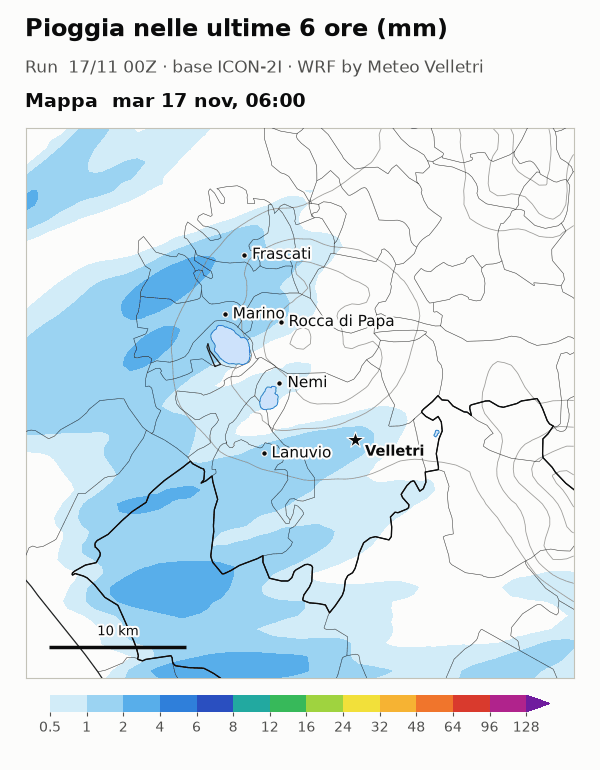 Pioggia nelle ultime 6 ore (mm)
Run 17/11 00Z · base ICON-2I · WRF by Meteo Velletri
Mappa mar 17 nov, 06:00
Frascati
Marino
Rocca di Papa
Nemi
Velletri
Lanuvio
10 km
0.5 1 2 4 6 8 12 16 24 32 48 64 96 128